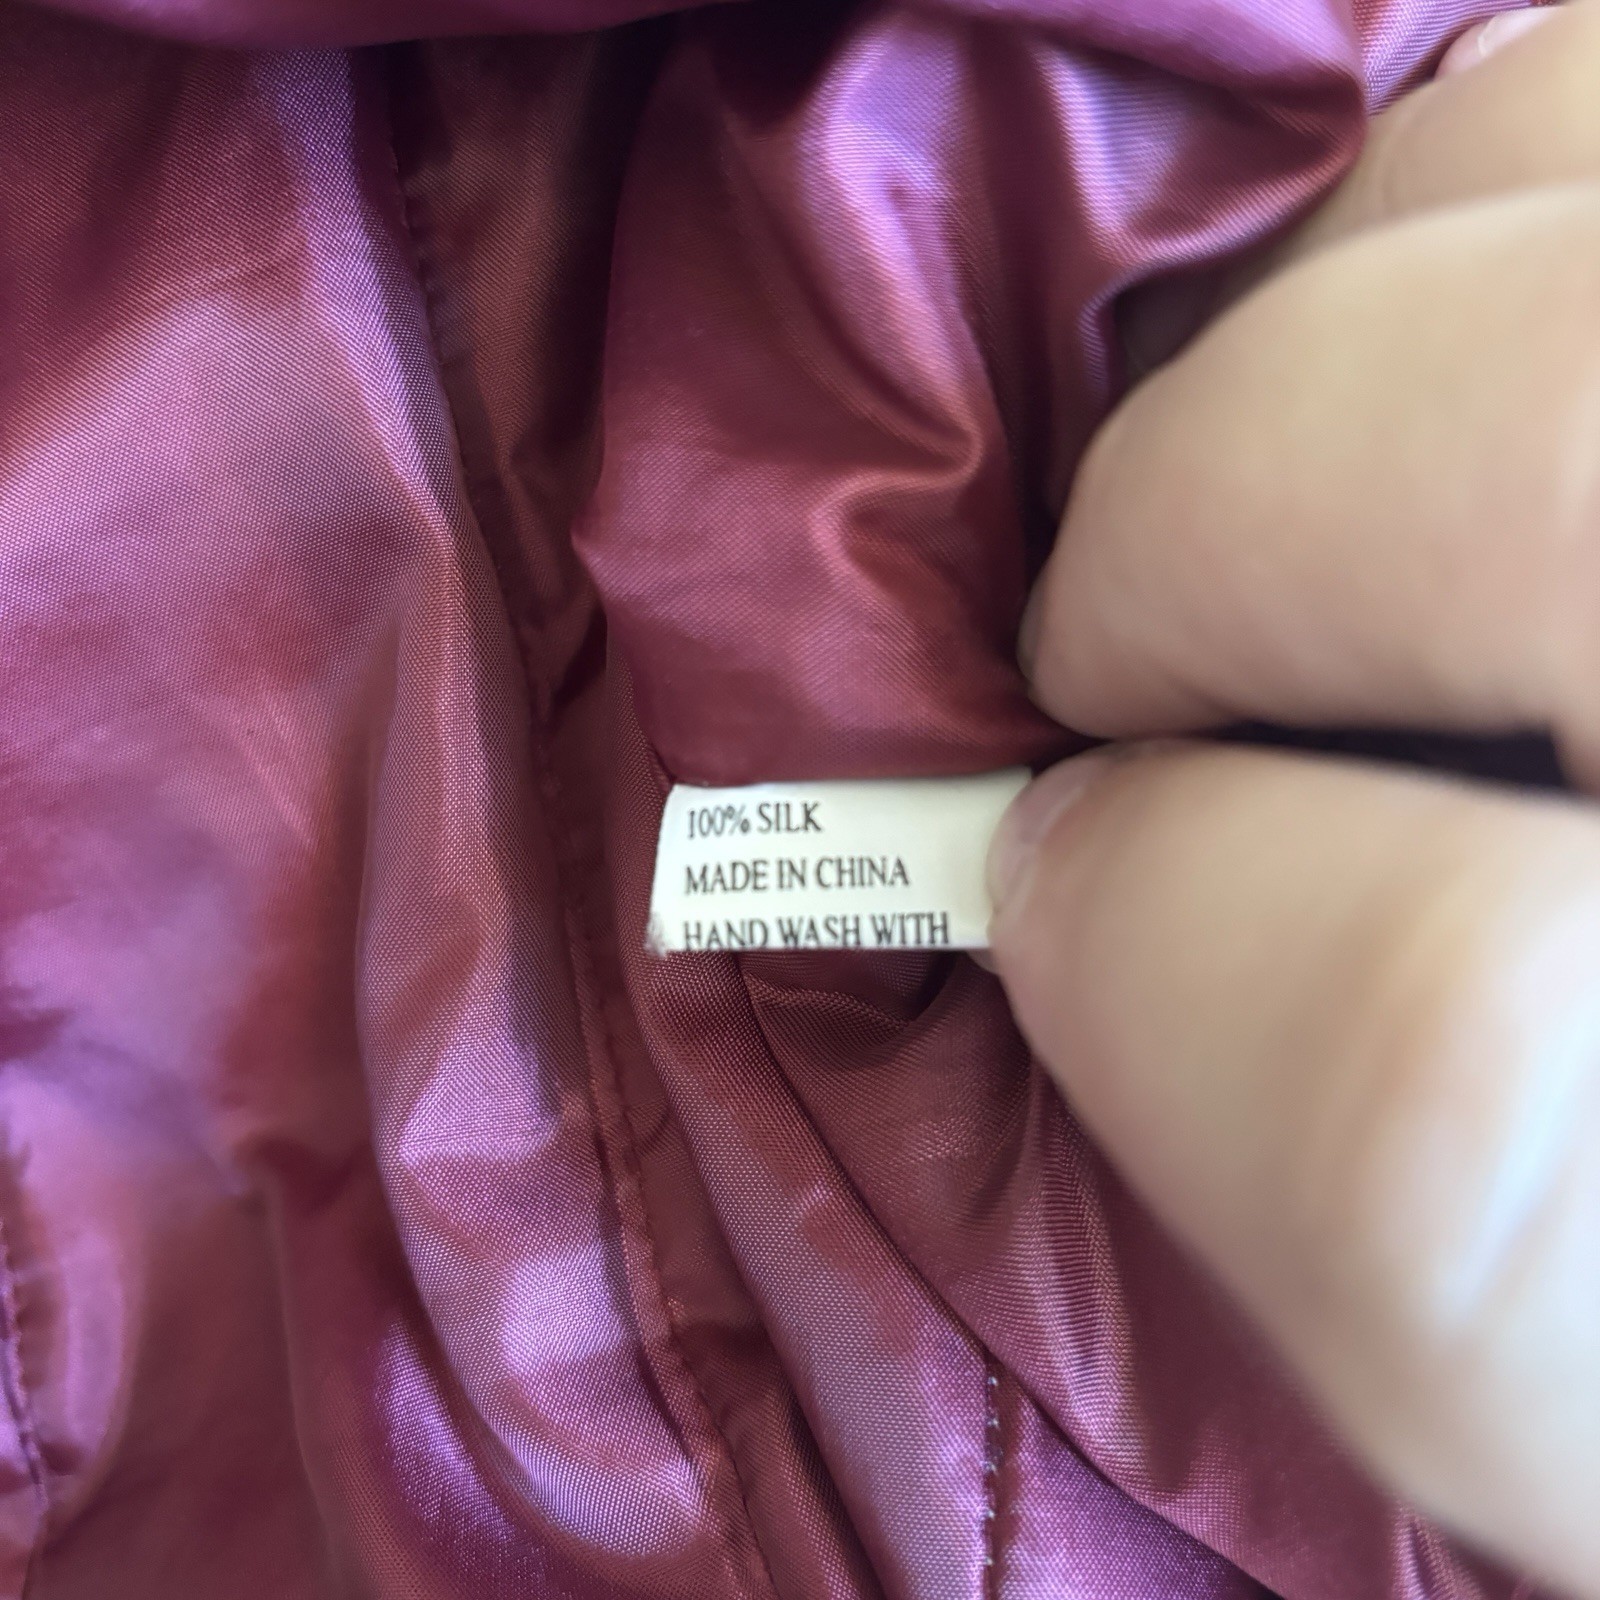 100% SILK
MADE IN CHINA
HAND WASH WITH